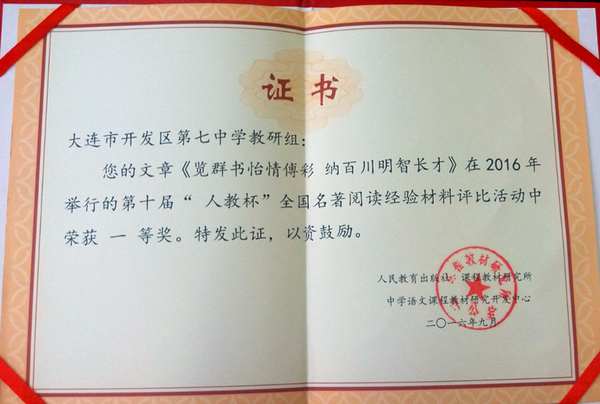 证书
大连市开发区第七中学教研组:
您的文章《览群书怡情傅彩 纳百川明智长才》在2016年
举行的第十届“ 人教杯”全国名著阅读经验材料评比活动中
荣获 一 等奖。特发此证,以资鼓励。
人民教育出版社 课程教材研究所
中学语文课程教材研究开发中心
二〇一六年九月